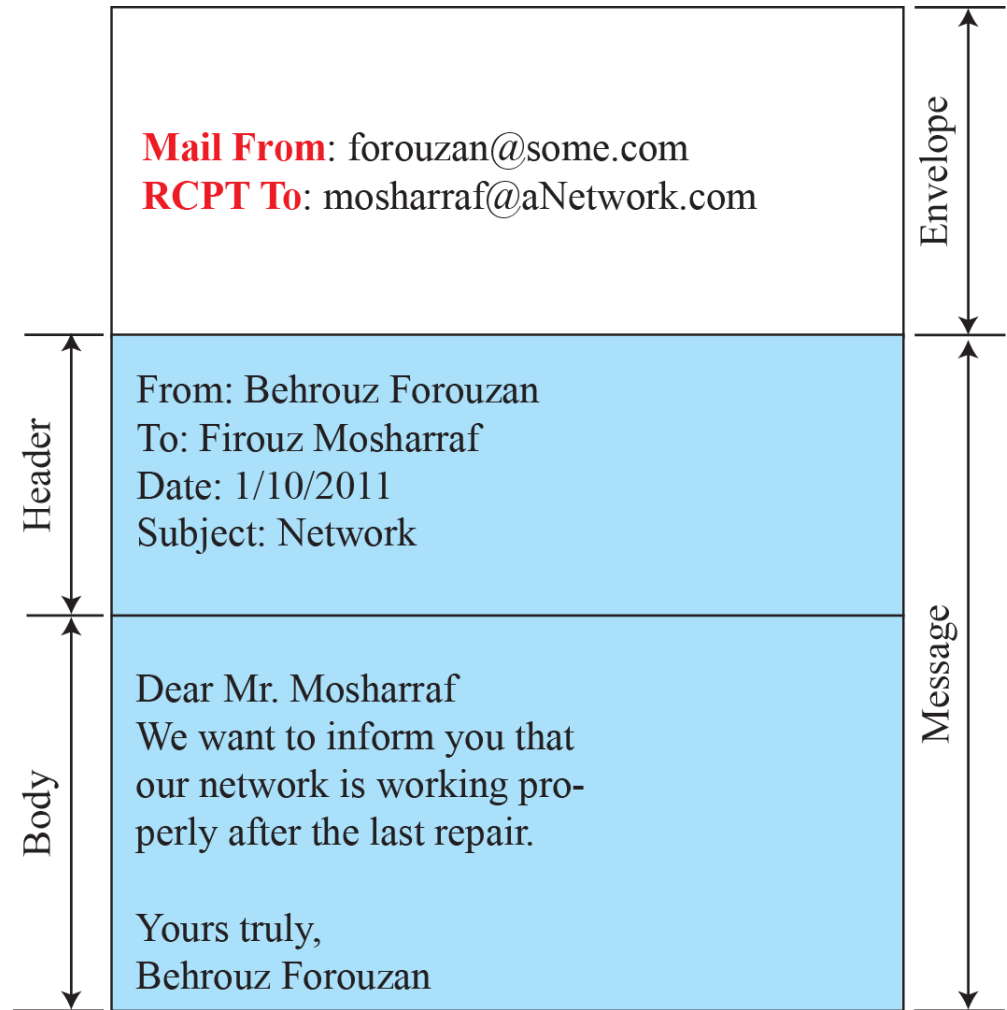 Mail From: forouzan@some.com
RCPT To: mosharraf@aNetwork.com
Envelope
From: Behrouz Forouzan
To: Firouz Mosharraf
Date: 1/10/2011
Subject: Network
Header
Dear Mr. Mosharraf
We want to inform you that
our network is working pro-
perly after the last repair.
Yours truly,
Behrouz Forouzan
Body
Message